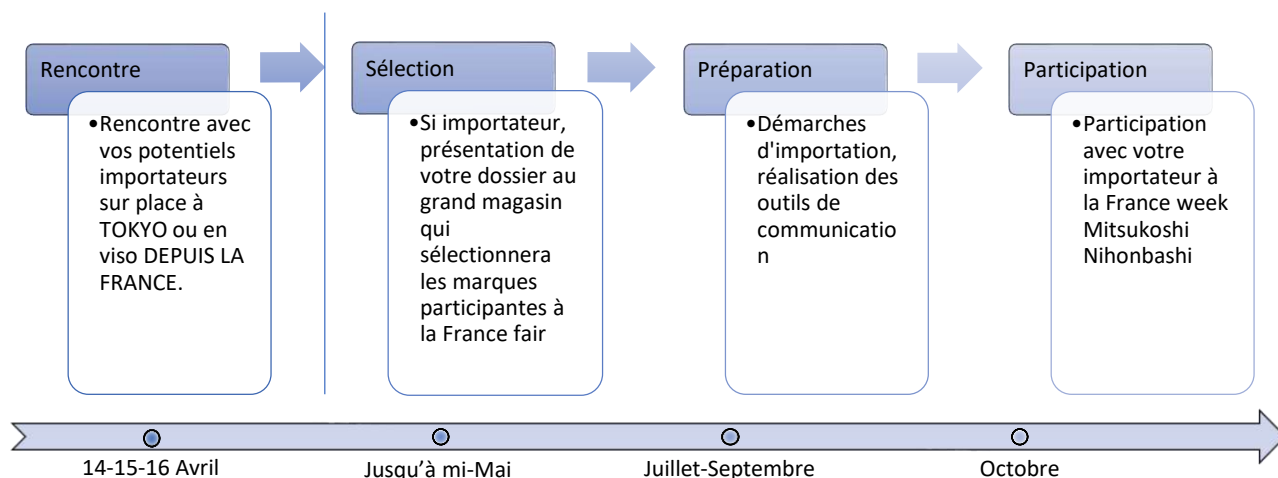 Rencontre
•Rencontre avec
vos potentiels
importateurs
sur place à
TOKYO ou en
viso DEPUIS LA
FRANCE.
Sélection
•Si importateur,
présentation de
votre dossier au
grand magasin
qui
sélectionnera
les marques
participantes à
la France fair
Préparation
•Démarches
d'importation,
réalisation des
outils de
communicatio
n
Participation
•Participation
avec votre
importateur à
la France week
Mitsukoshi
Nihonbashi
14-15-16 Avril
Jusqu’à mi-Mai
Juillet-Septembre
Octobre